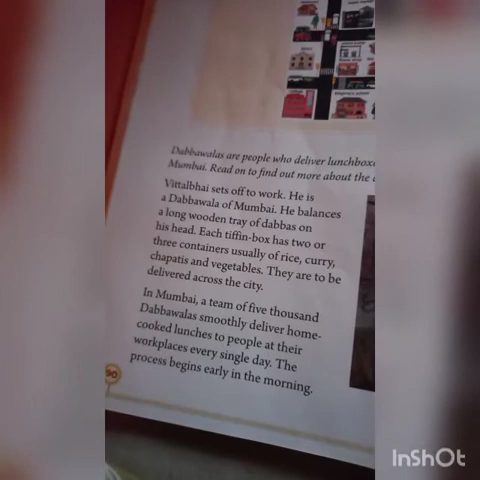 Dabbawalas are people who deliver lunchboxe
Mumbai. Read on to find out more about the
Vittalbhai sets off to work. He is
a Dabbawala of Mumbai. He balances
a long wooden tray of dabbas on
his head. Each tiffin-box has two or
three containers usually of rice, curry,
chapatis and vegetables. They are to be
delivered across the city.
In Mumbai, a team of five thousand
Dabbawalas smoothly deliver home-
cooked lunches to people at their
workplaces every single day. The
process begins early in the morning.
InShOt